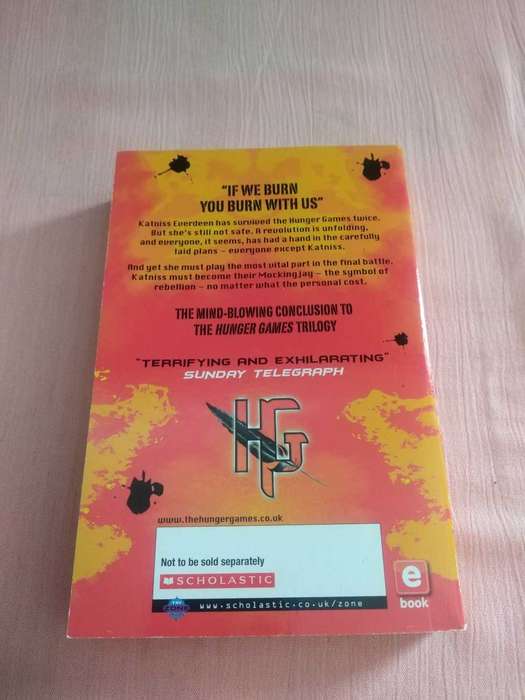 "IF WE BURN
YOU BURN WITH US"
Katniss Everdeen has survived the Hunger Games twice.
But she's still not safe. A revolution is unfolding,
and everyone, it seems, has had a hand in the carefully
laid plans – everyone except Katniss.
And yet she must play the most vital part in the final battle.
Katniss must become their Mockingjay – the symbol of
rebellion – no matter what the personal cost.
THE MIND-BLOWING CONCLUSION TO
THE HUNGER GAMES TRILOGY
"TERRIFYING AND EXHILARATING"
SUNDAY TELEGRAPH
HG
www.thehungergames.co.uk
Not to be sold separately
SCHOLASTIC
THE ZONE
www.scholastic.co.uk/zone
e
book